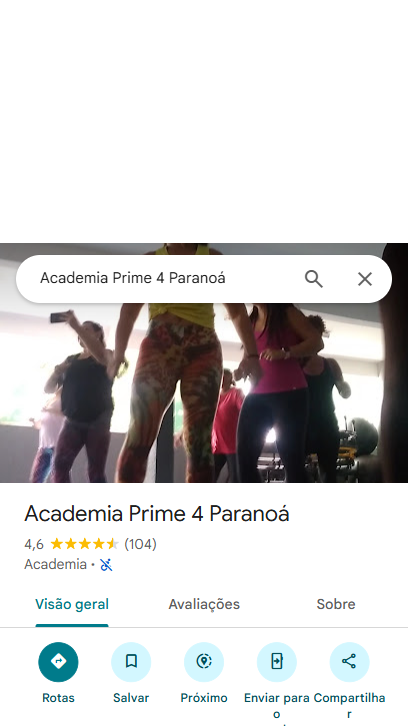 Academia Prime 4 Paranoá
Academia Prime 4 Paranoá
4,6 (104)
Academia ·
Visão geral Avaliações Sobre
Rotas Salvar Próximo Enviar para Compartilha
o r